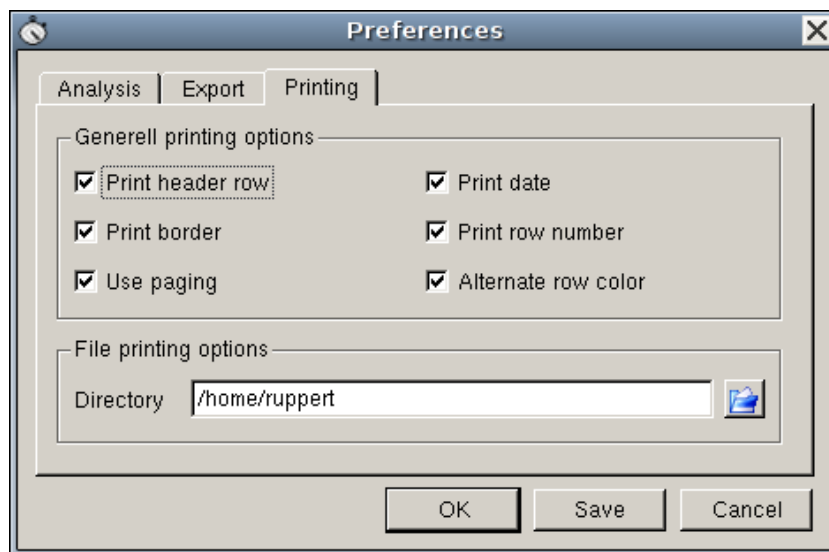 Preferences
Analysis Export Printing
Generell printing options
Print header row Print date
Print border Print row number
Use paging Alternate row color
File printing options
Directory /home/ruppert
OK Save Cancel